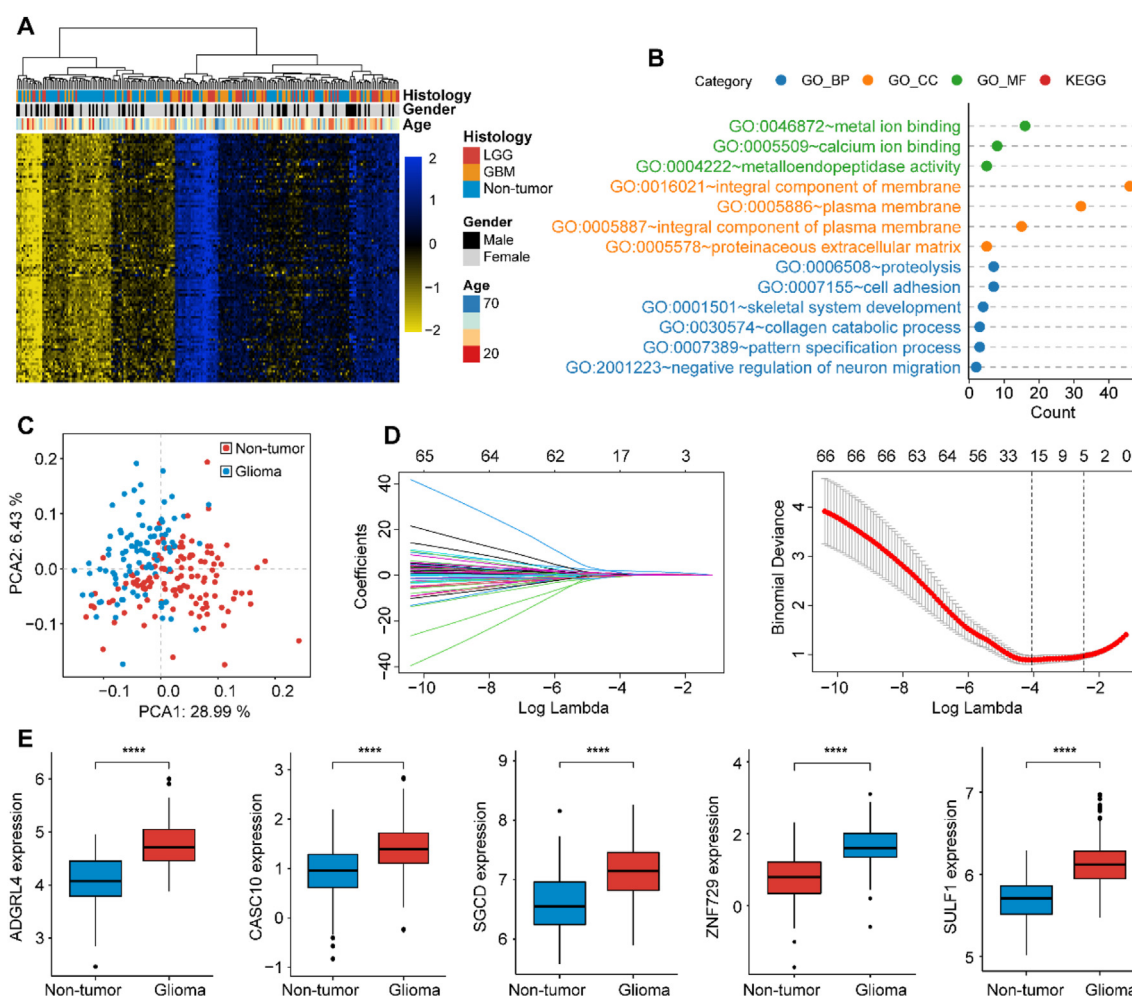 A
Histology
Gender
Age
Histology
LGG
GBM
Non-tumor
Gender
Male
Female
Age
70
20
2
1
0
−1
−2
B
Category GO_BP GO_CC GO_MF KEGG
GO:0046872~metal ion binding
GO:0005509~calcium ion binding
GO:0004222~metalloendopeptidase activity
GO:0016021~integral component of membrane
GO:0005886~plasma membrane
GO:0005887~integral component of plasma membrane
GO:0005578~proteinaceous extracellular matrix
GO:0006508~proteolysis
GO:0007155~cell adhesion
GO:0001501~skeletal system development
GO:0030574~collagen catabolic process
GO:0007389~pattern specification process
GO:2001223~negative regulation of neuron migration
0 10 20 30 40
Count
C
Non-tumor
Glioma
PCA2: 6.43 %
0.2
0.1
0.0
−0.1
−0.1 0.0 0.1 0.2
PCA1: 28.99 %
D
65 64 62 17 3
Coefficients
40
20
0
−20
−40
−10 −8 −6 −4 −2
Log Lambda
66 66 66 63 64 56 33 15 9 5 2 0
Binomial Deviance
4
3
2
1
−10 −8 −6 −4 −2
Log Lambda
E
ADGRL4 expression
6
5
4
3
****
Non-tumor Glioma
CASC10 expression
3
2
1
0
−1
****
Non-tumor Glioma
SGCD expression
9
8
7
6
****
Non-tumor Glioma
ZNF729 expression
4
2
0
****
Non-tumor Glioma
SULF1 expression
7
6
5
****
Non-tumor Glioma